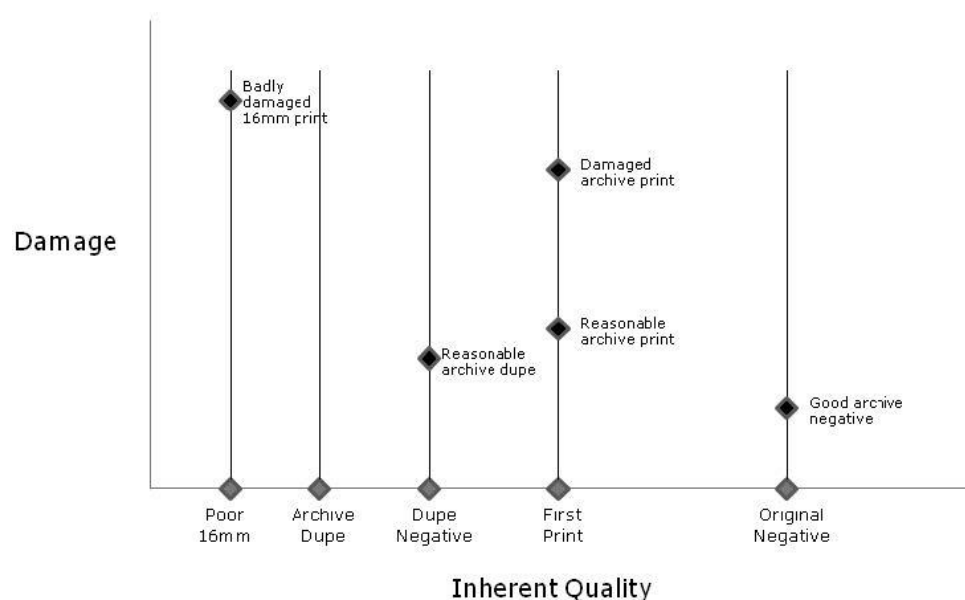 Badly
damaged
16mm print
Damaged
archive print
Damage
Reasonable
archive print
Reasonable
archive dupe
Good archive
negative
Poor
16mm
Archive
Dupe
Dupe
Negative
First
Print
Original
Negative
Inherent Quality